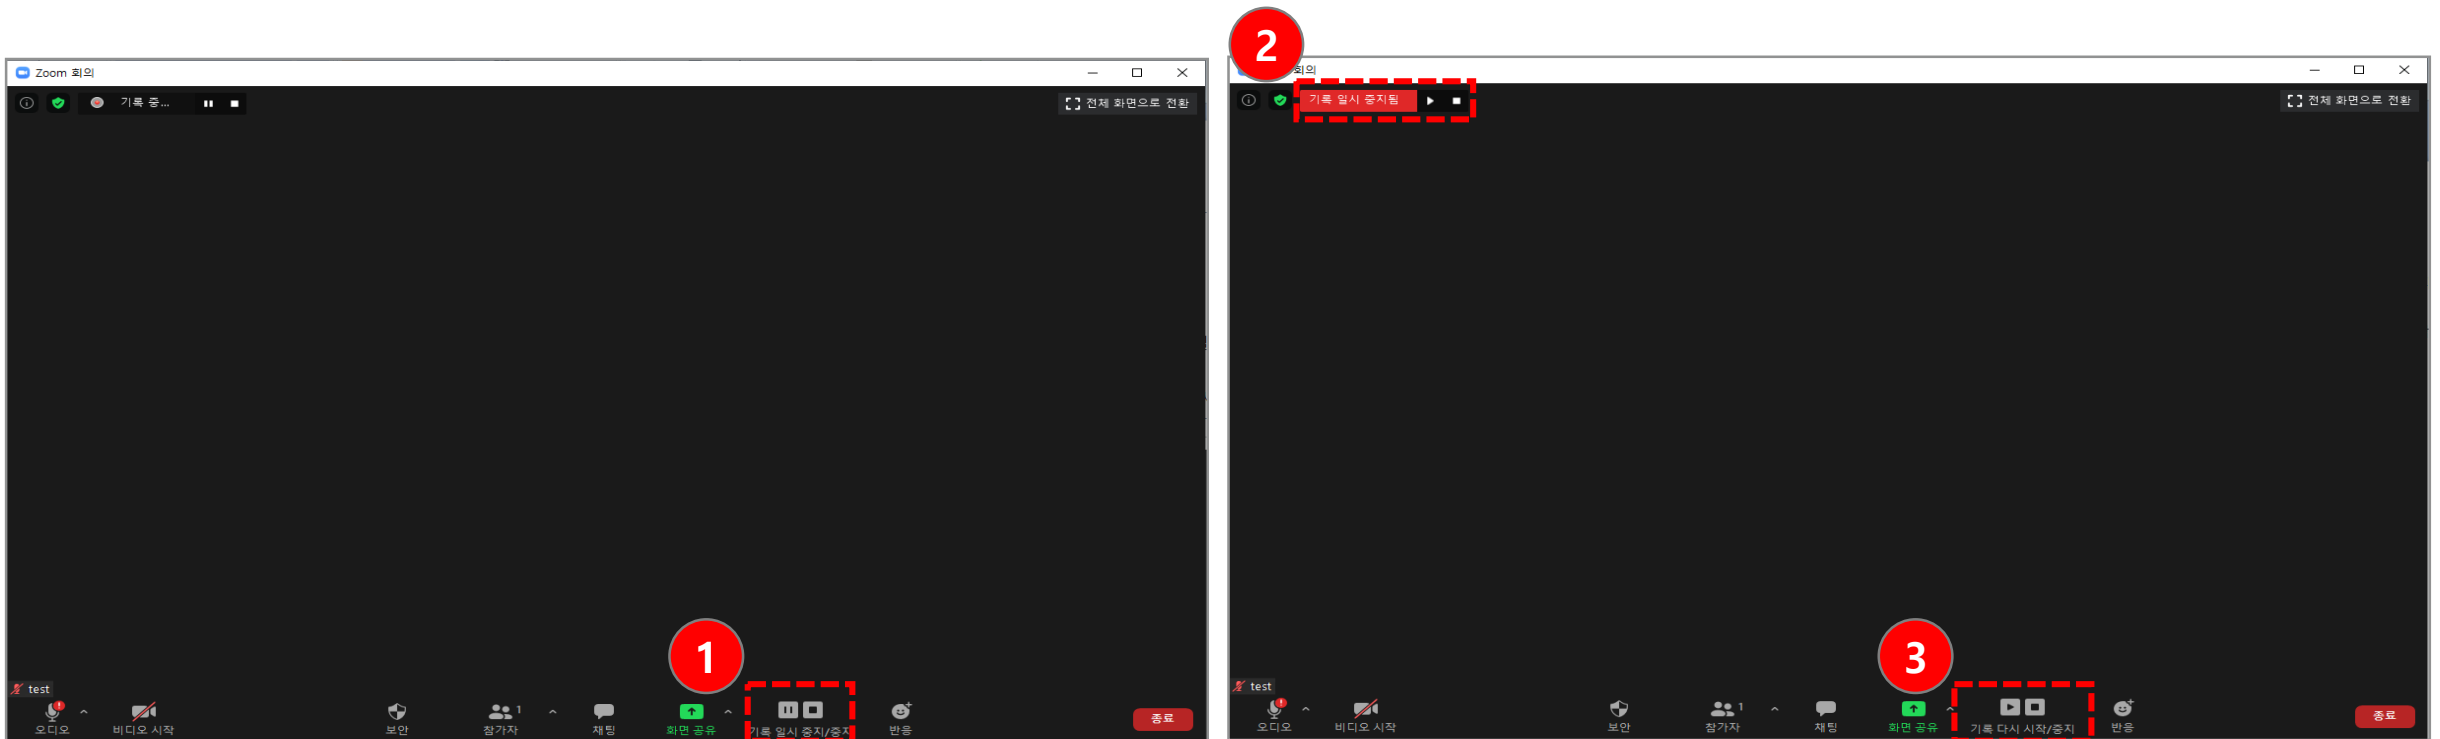 2
Zoom 회의
회의
기록 중...
전체 화면으로 전환
기록 일시 중지됨
전체 화면으로 전환
1
3
test
test
오디오
비디오 시작
보안
1
참가자
채팅
화면 공유
기록 일시 중지/중지
반응
종료
오디오
비디오 시작
보안
1
참가자
채팅
화면 공유
기록 다시 시작/중지
반응
종료